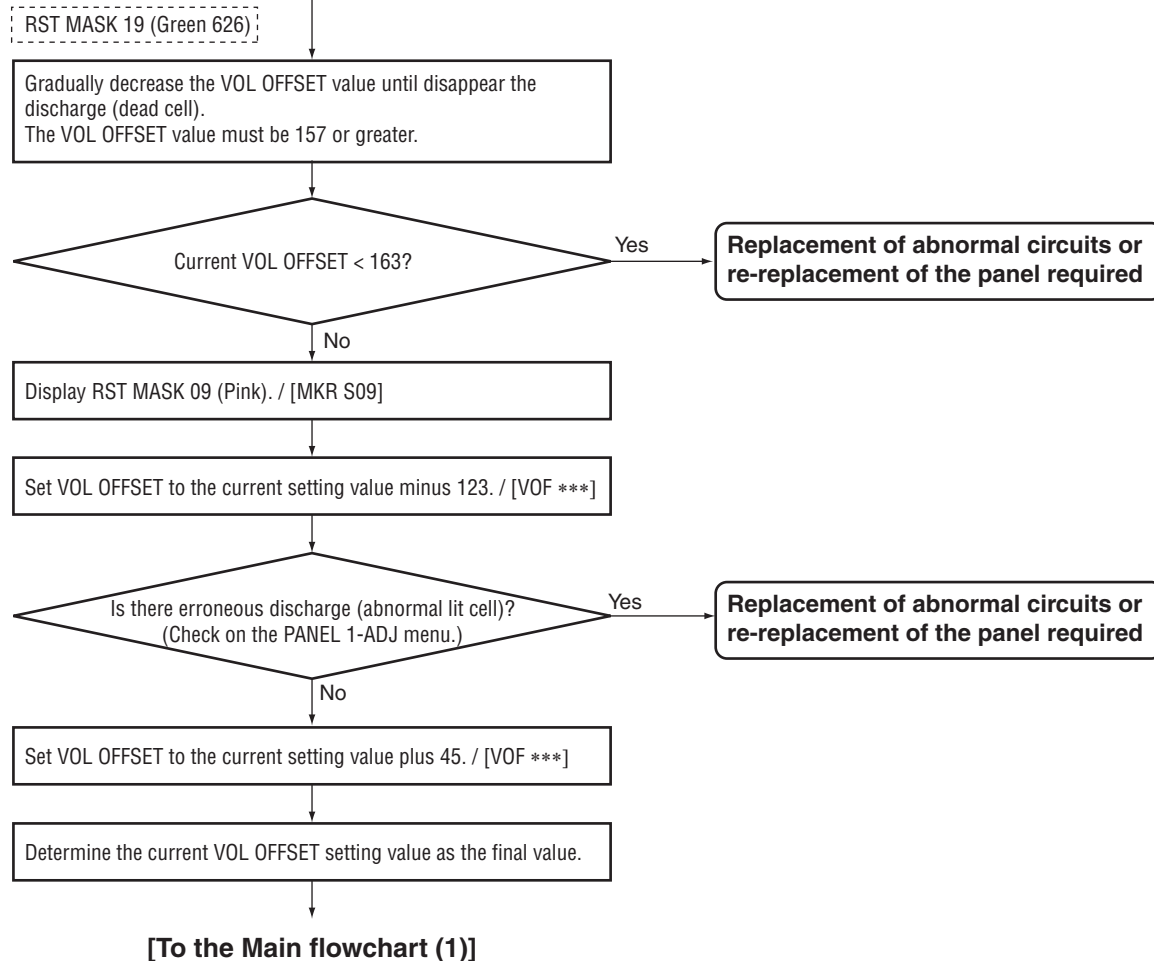 RST MASK 19 (Green 626)
Gradually decrease the VOL OFFSET value until disappear the
discharge (dead cell).
The VOL OFFSET value must be 157 or greater.
Current VOL OFFSET < 163?
Yes
Replacement of abnormal circuits or
re-replacement of the panel required
No
Display RST MASK 09 (Pink). / [MKR S09]
Set VOL OFFSET to the current setting value minus 123. / [VOF ***]
Is there erroneous discharge (abnormal lit cell)?
(Check on the PANEL 1-ADJ menu.)
Yes
Replacement of abnormal circuits or
re-replacement of the panel required
No
Set VOL OFFSET to the current setting value plus 45. / [VOF ***]
Determine the current VOL OFFSET setting value as the final value.
[To the Main flowchart (1)]